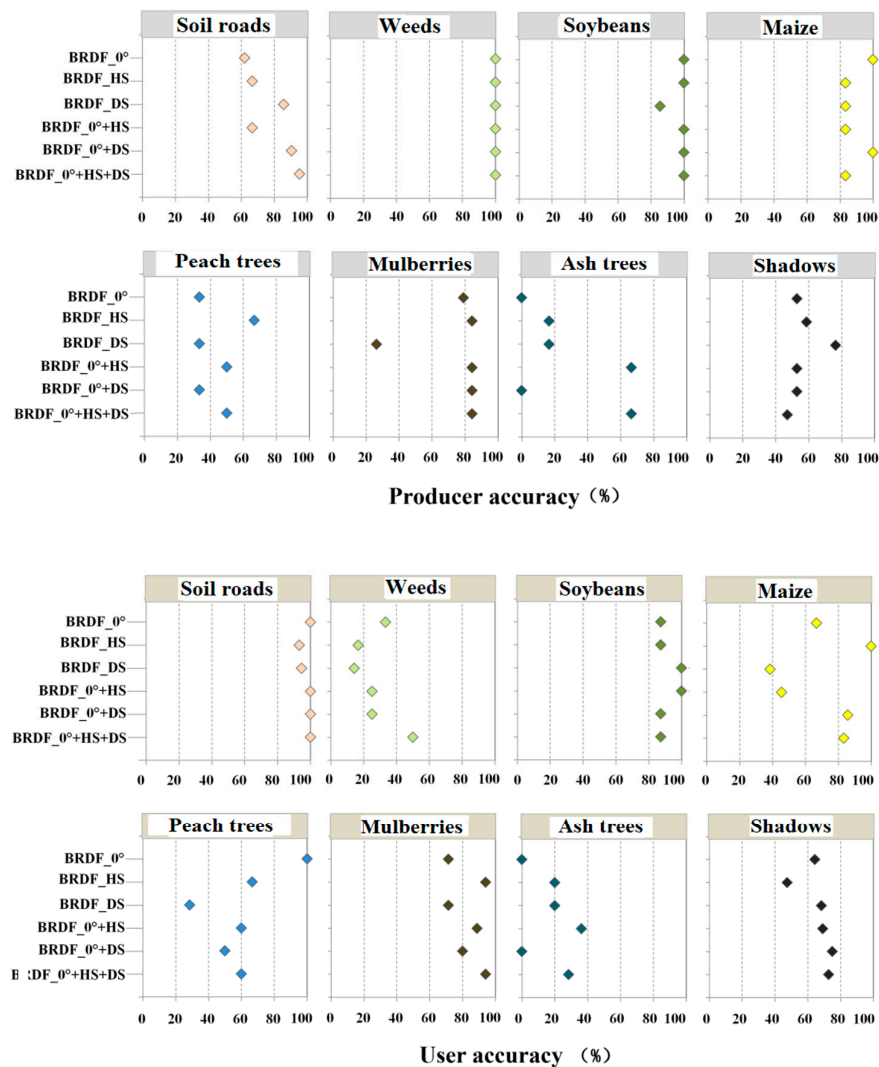 Soil roads Weeds Soybeans Maize
BRDF_0°
BRDF_HS
BRDF_DS
BRDF_0°+HS
BRDF_0°+DS
BRDF_0°+HS+DS
0 20 40 60 80 100 0 20 40 60 80 100 0 20 40 60 80 100 0 20 40 60 80 100
Peach trees Mulberries Ash trees Shadows
BRDF_0°
BRDF_HS
BRDF_DS
BRDF_0°+HS
BRDF_0°+DS
BRDF_0°+HS+DS
0 20 40 60 80 100 0 20 40 60 80 100 0 20 40 60 80 100 0 20 40 60 80 100
Producer accuracy (%)
Soil roads Weeds Soybeans Maize
BRDF_0°
BRDF_HS
BRDF_DS
BRDF_0°+HS
BRDF_0°+DS
BRDF_0°+HS+DS
0 20 40 60 80 100 0 20 40 60 80 100 0 20 40 60 80 100 0 20 40 60 80 100
Peach trees Mulberries Ash trees Shadows
BRDF_0°
BRDF_HS
BRDF_DS
BRDF_0°+HS
BRDF_0°+DS
BRDF_0°+HS+DS
0 20 40 60 80 100 0 20 40 60 80 100 0 20 40 60 80 100 0 20 40 60 80 100
User accuracy (%)